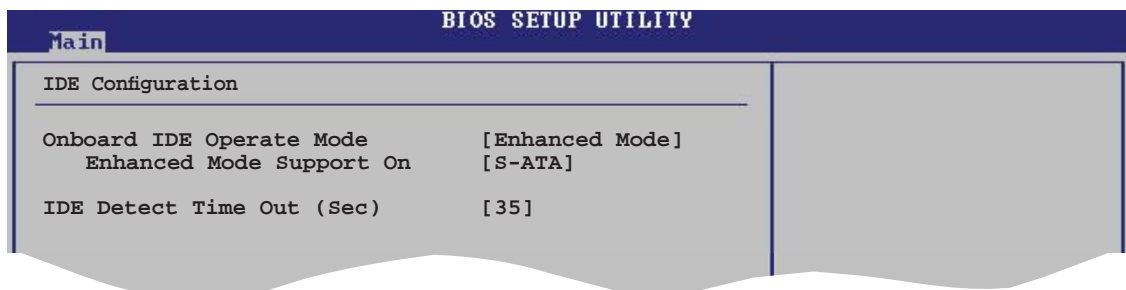 BIOS SETUP UTILITY
Main
IDE Configuration
Onboard IDE Operate Mode [Enhanced Mode]
Enhanced Mode Support On [S-ATA]
IDE Detect Time Out (Sec) [35]